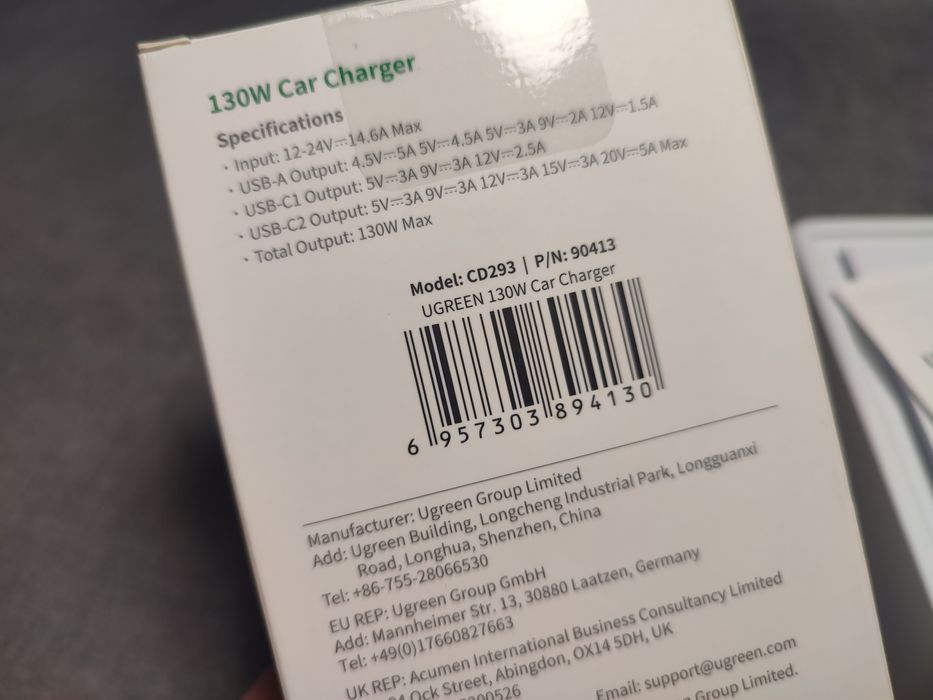 130W Car Charger
Specifications
· Input: 12-24V⎓14.6A Max
· USB-A Output: 4.5V⎓5A 5V⎓4.5A 5V⎓3A 9V⎓2A 12V⎓1.5A
· USB-C1 Output: 5V⎓3A 9V⎓3A 12V⎓2.5A
· USB-C2 Output: 5V⎓3A 9V⎓3A 12V⎓3A 15V⎓3A 20V⎓5A Max
· Total Output: 130W Max
Model: CD293 | P/N: 90413
UGREEN 130W Car Charger
6 957303 894130
Manufacturer: Ugreen Group Limited
Add: Ugreen Building, Longcheng Industrial Park, Longguanxi
Road, Longhua, Shenzhen, China
Tel: +86-755-28066530
EU REP: Ugreen Group GmbH
Add: Mannheimer Str. 13, 30880 Laatzen, Germany
Tel: +49(0)17660827663
UK REP: Acumen International Business Consultancy Limited
Ock Street, Abingdon, OX14 5DH, UK
Email: support@ugreen.com
Group Limited.